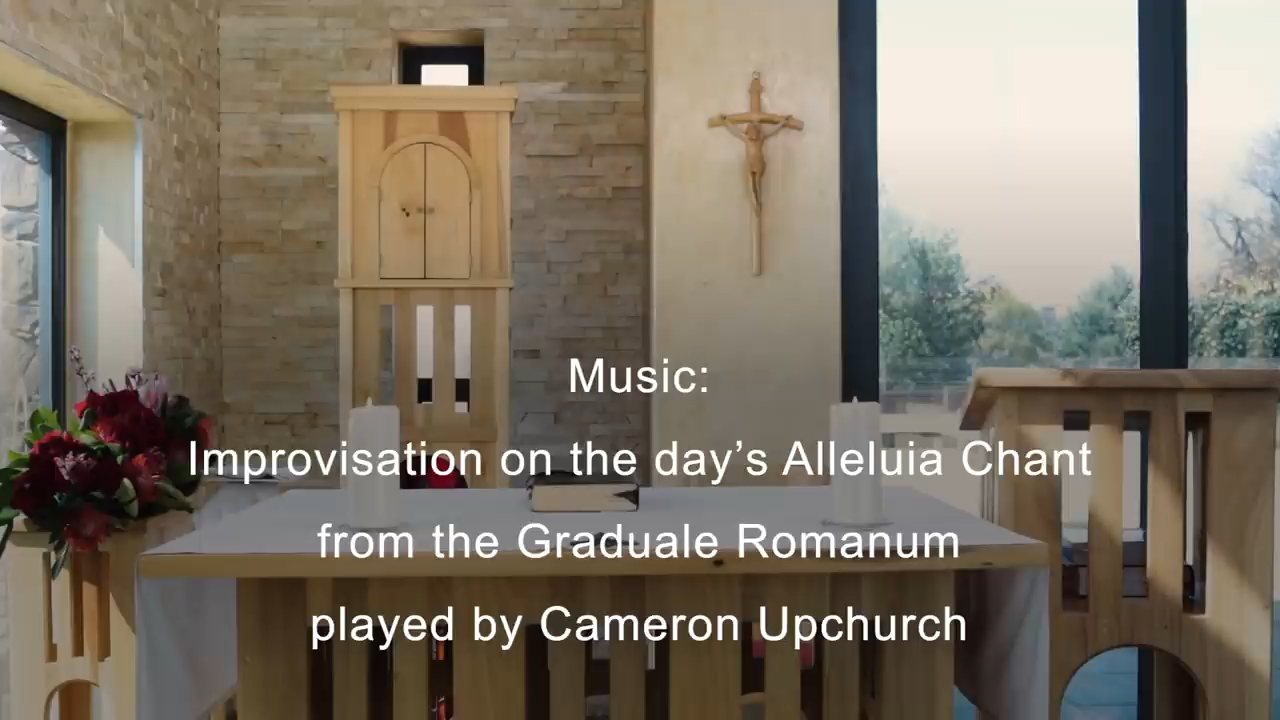 Music:
Improvisation on the day’s Alleluia Chant
from the Graduale Romanum
played by Cameron Upchurch